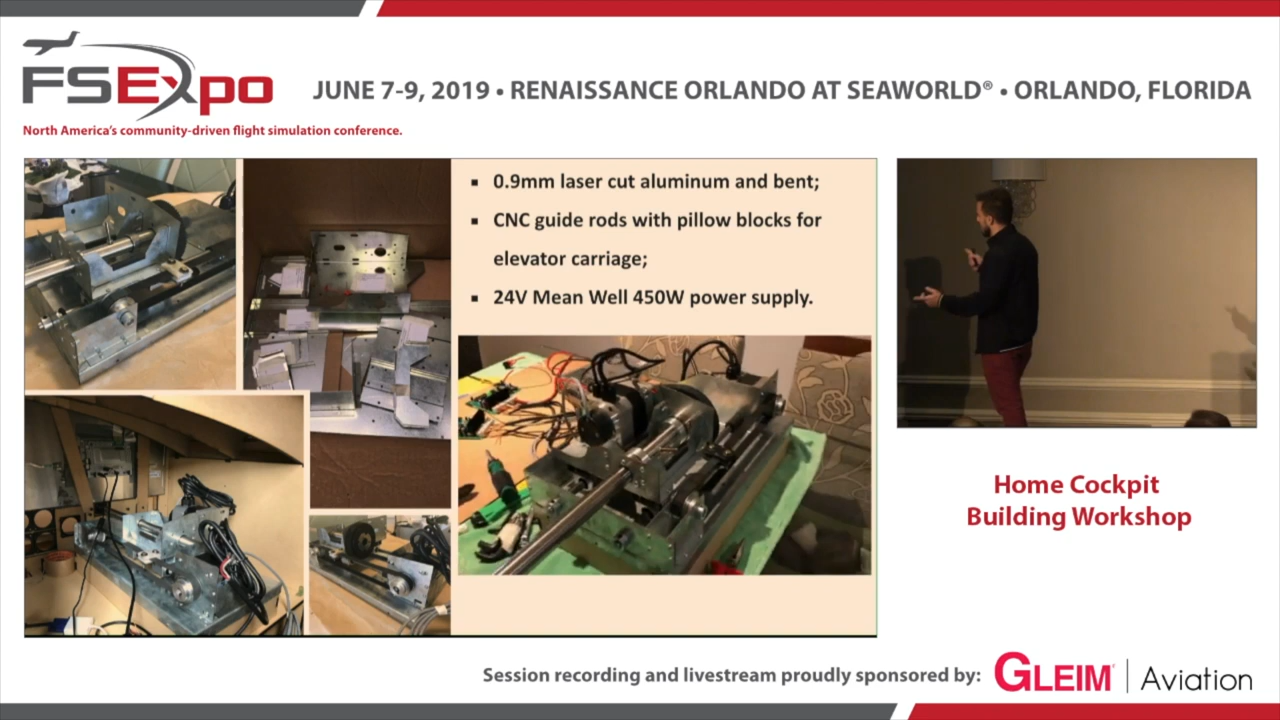 FSExpo
JUNE 7-9, 2019 • RENAISSANCE ORLANDO AT SEAWORLD® • ORLANDO, FLORIDA
North America's community-driven flight simulation conference.
▪ 0.9mm laser cut aluminum and bent;
▪ CNC guide rods with pillow blocks for
elevator carriage;
▪ 24V Mean Well 450W power supply.
Home Cockpit
Building Workshop
Session recording and livestream proudly sponsored by:
GLEIM® | Aviation